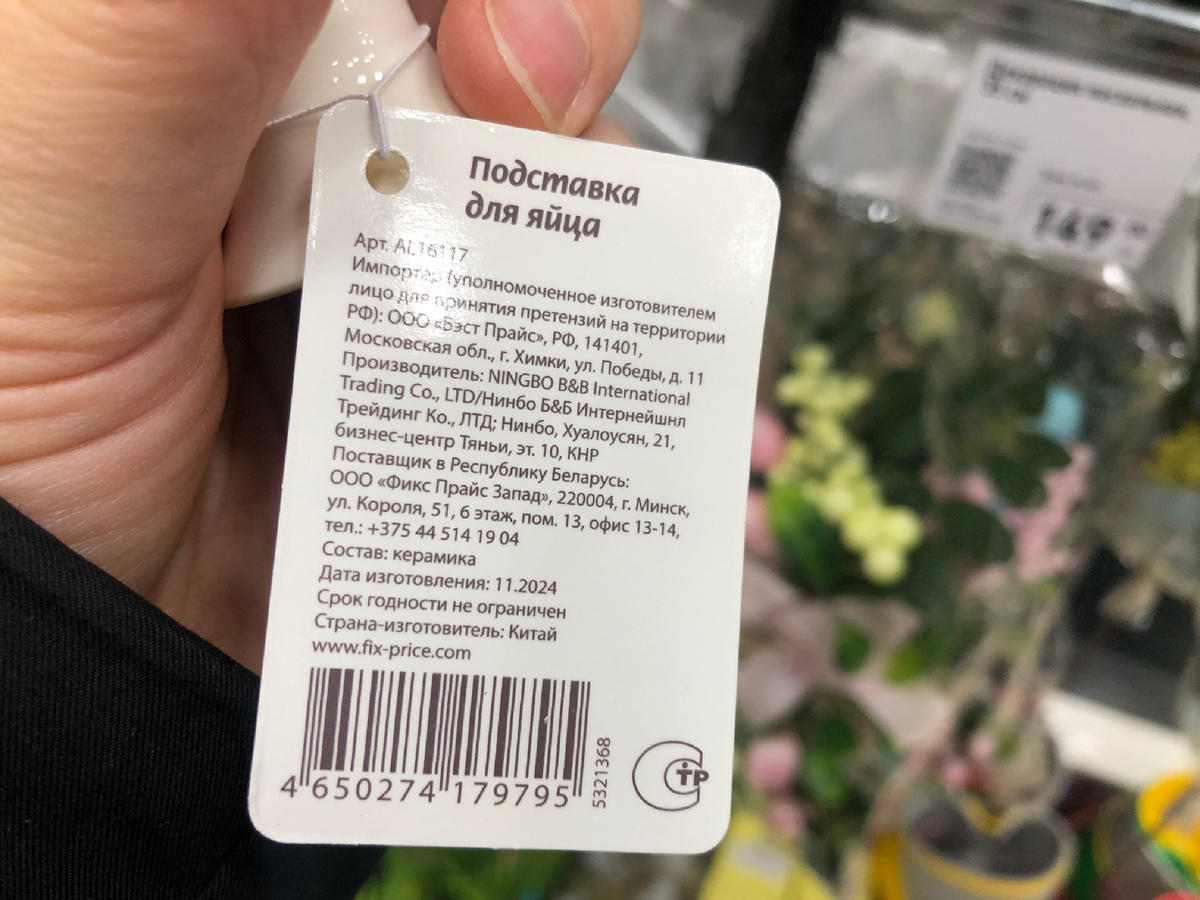 Подставка
для яйца
Арт. AL16117
Импортер (уполномоченное изготовителем
лицо для принятия претензий на территории
РФ): ООО «Бэст Прайс», РФ, 141401,
Московская обл., г. Химки, ул. Победы, д. 11
Производитель: NINGBO B&B International
Trading Co., LTD/Нинбо Б&Б Интернейшнл
Трейдинг Ко., ЛТД; Нинбо, Хуалоусян, 21,
бизнес-центр Тяньи, эт. 10, КНР
Поставщик в Республику Беларусь:
ООО «Фикс Прайс Запад», 220004, г. Минск,
ул. Короля, 51, 6 этаж, пом. 13, офис 13-14,
тел.: +375 44 514 19 04
Состав: керамика
Дата изготовления: 11.2024
Срок годности не ограничен
Страна-изготовитель: Китай
www.fix-price.com
4 650274 179795
5321368
СТР
149